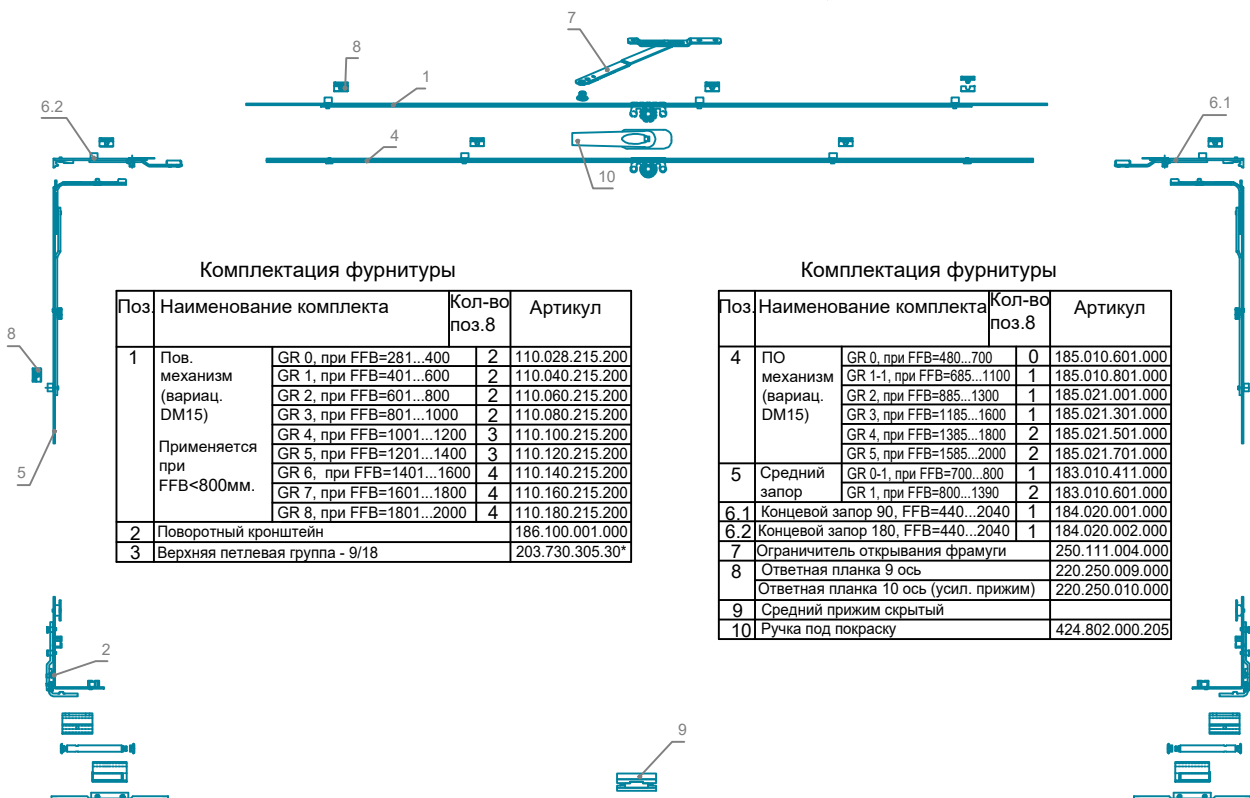 7
8
1
6.2
6.1
4
10
8
5
2
9
Комплектация фурнитуры
Поз. Наименование комплекта Кол-во поз.8 Артикул
1 Пов. механизм (вариац. DM15) Применяется при FFB<800мм.
GR 0, при FFB=281...400 2 110.028.215.200
GR 1, при FFB=401...600 2 110.040.215.200
GR 2, при FFB=601...800 2 110.060.215.200
GR 3, при FFB=801...1000 2 110.080.215.200
GR 4, при FFB=1001...1200 3 110.100.215.200
GR 5, при FFB=1201...1400 3 110.120.215.200
GR 6, при FFB=1401...1600 4 110.140.215.200
GR 7, при FFB=1601...1800 4 110.160.215.200
GR 8, при FFB=1801...2000 4 110.180.215.200
2 Поворотный кронштейн 186.100.001.000
3 Верхняя петлевая группа - 9/18 203.730.305.30*
Комплектация фурнитуры
Поз. Наименование комплекта Кол-во поз.8 Артикул
4 ПО механизм (вариац. DM15)
GR 0, при FFB=480...700 0 185.010.601.000
GR 1-1, при FFB=685...1100 1 185.010.801.000
GR 2, при FFB=885...1300 1 185.021.001.000
GR 3, при FFB=1185...1600 1 185.021.301.000
GR 4, при FFB=1385...1800 2 185.021.501.000
GR 5, при FFB=1585...2000 2 185.021.701.000
5 Средний запор
GR 0-1, при FFB=700...800 1 183.010.411.000
GR 1, при FFB=800...1390 2 183.010.601.000
6.1 Концевой запор 90, FFB=440...2040 1 184.020.001.000
6.2 Концевой запор 180, FFB=440...2040 1 184.020.002.000
7 Ограничитель открывания фрамуги 250.111.004.000
8 Ответная планка 9 ось 220.250.009.000
Ответная планка 10 ось (усил. прижим) 220.250.010.000
9 Средний прижим скрытый
10 Ручка под покраску 424.802.000.205